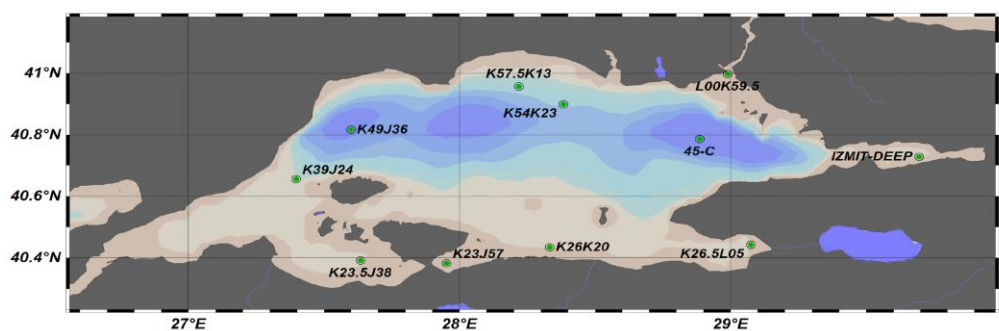 41°N
40.8°N
40.6°N
40.4°N
K57.5K13
K54K23
L00K59.5
K49J36
45-C
IZMIT-DEEP
K39J24
K23.5J38
K23J57
K26K20
K26.5L05
27°E
28°E
29°E